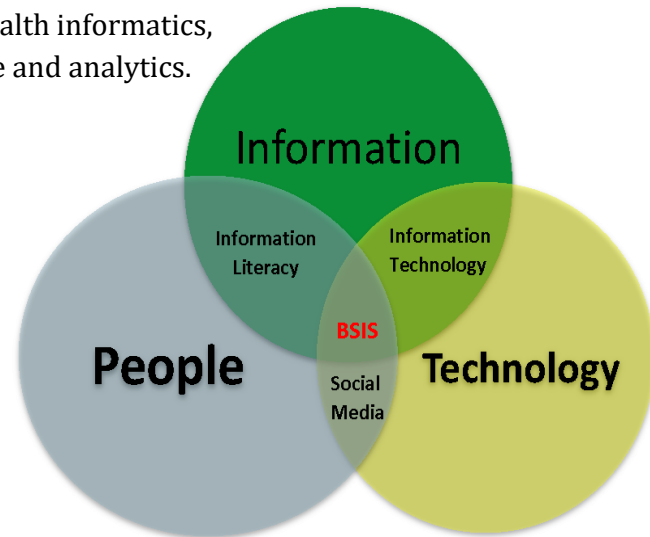 alth informatics,
e and analytics.
Information
Information
Literacy
Information
Technology
BSIS
People
Technology
Social
Media